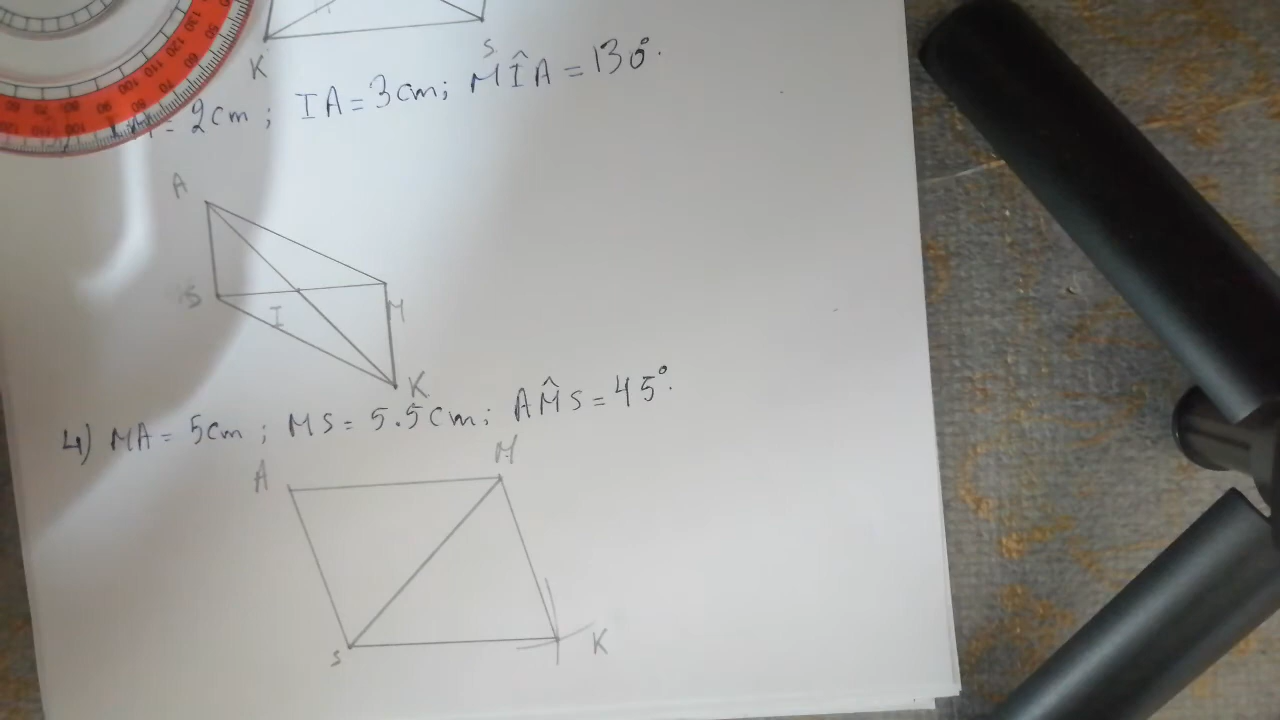 K S
= 2cm ; IA = 3cm; MÎA = 130°.
A
S I M
K
4) MA = 5cm ; MS = 5.5cm; AM̂S = 45°.
A M
S K